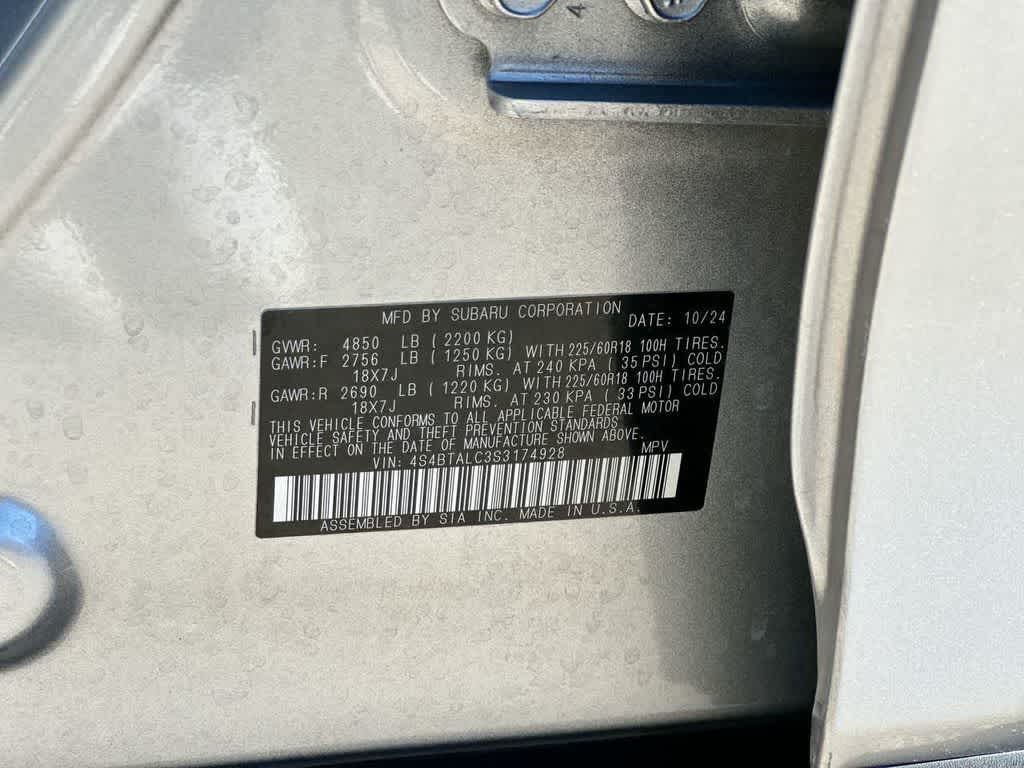 4
MFD BY SUBARU CORPORATION DATE: 10/24
GVWR: 4850 LB (2200 KG)
GAWR:F 2756 LB (1250 KG) WITH 225/60R18 100H TIRES.
18X7J RIMS. AT 240 KPA (35 PSI) COLD
GAWR:R 2690 LB (1220 KG) WITH 225/60R18 100H TIRES.
18X7J RIMS. AT 230 KPA (33 PSI) COLD
THIS VEHICLE CONFORMS TO ALL APPLICABLE FEDERAL MOTOR
VEHICLE SAFETY AND THEFT PREVENTION STANDARDS
IN EFFECT ON THE DATE OF MANUFACTURE SHOWN ABOVE.
VIN: 4S4BTALC3S3174928 MPV
ASSEMBLED BY SIA INC. MADE IN U.S.A.